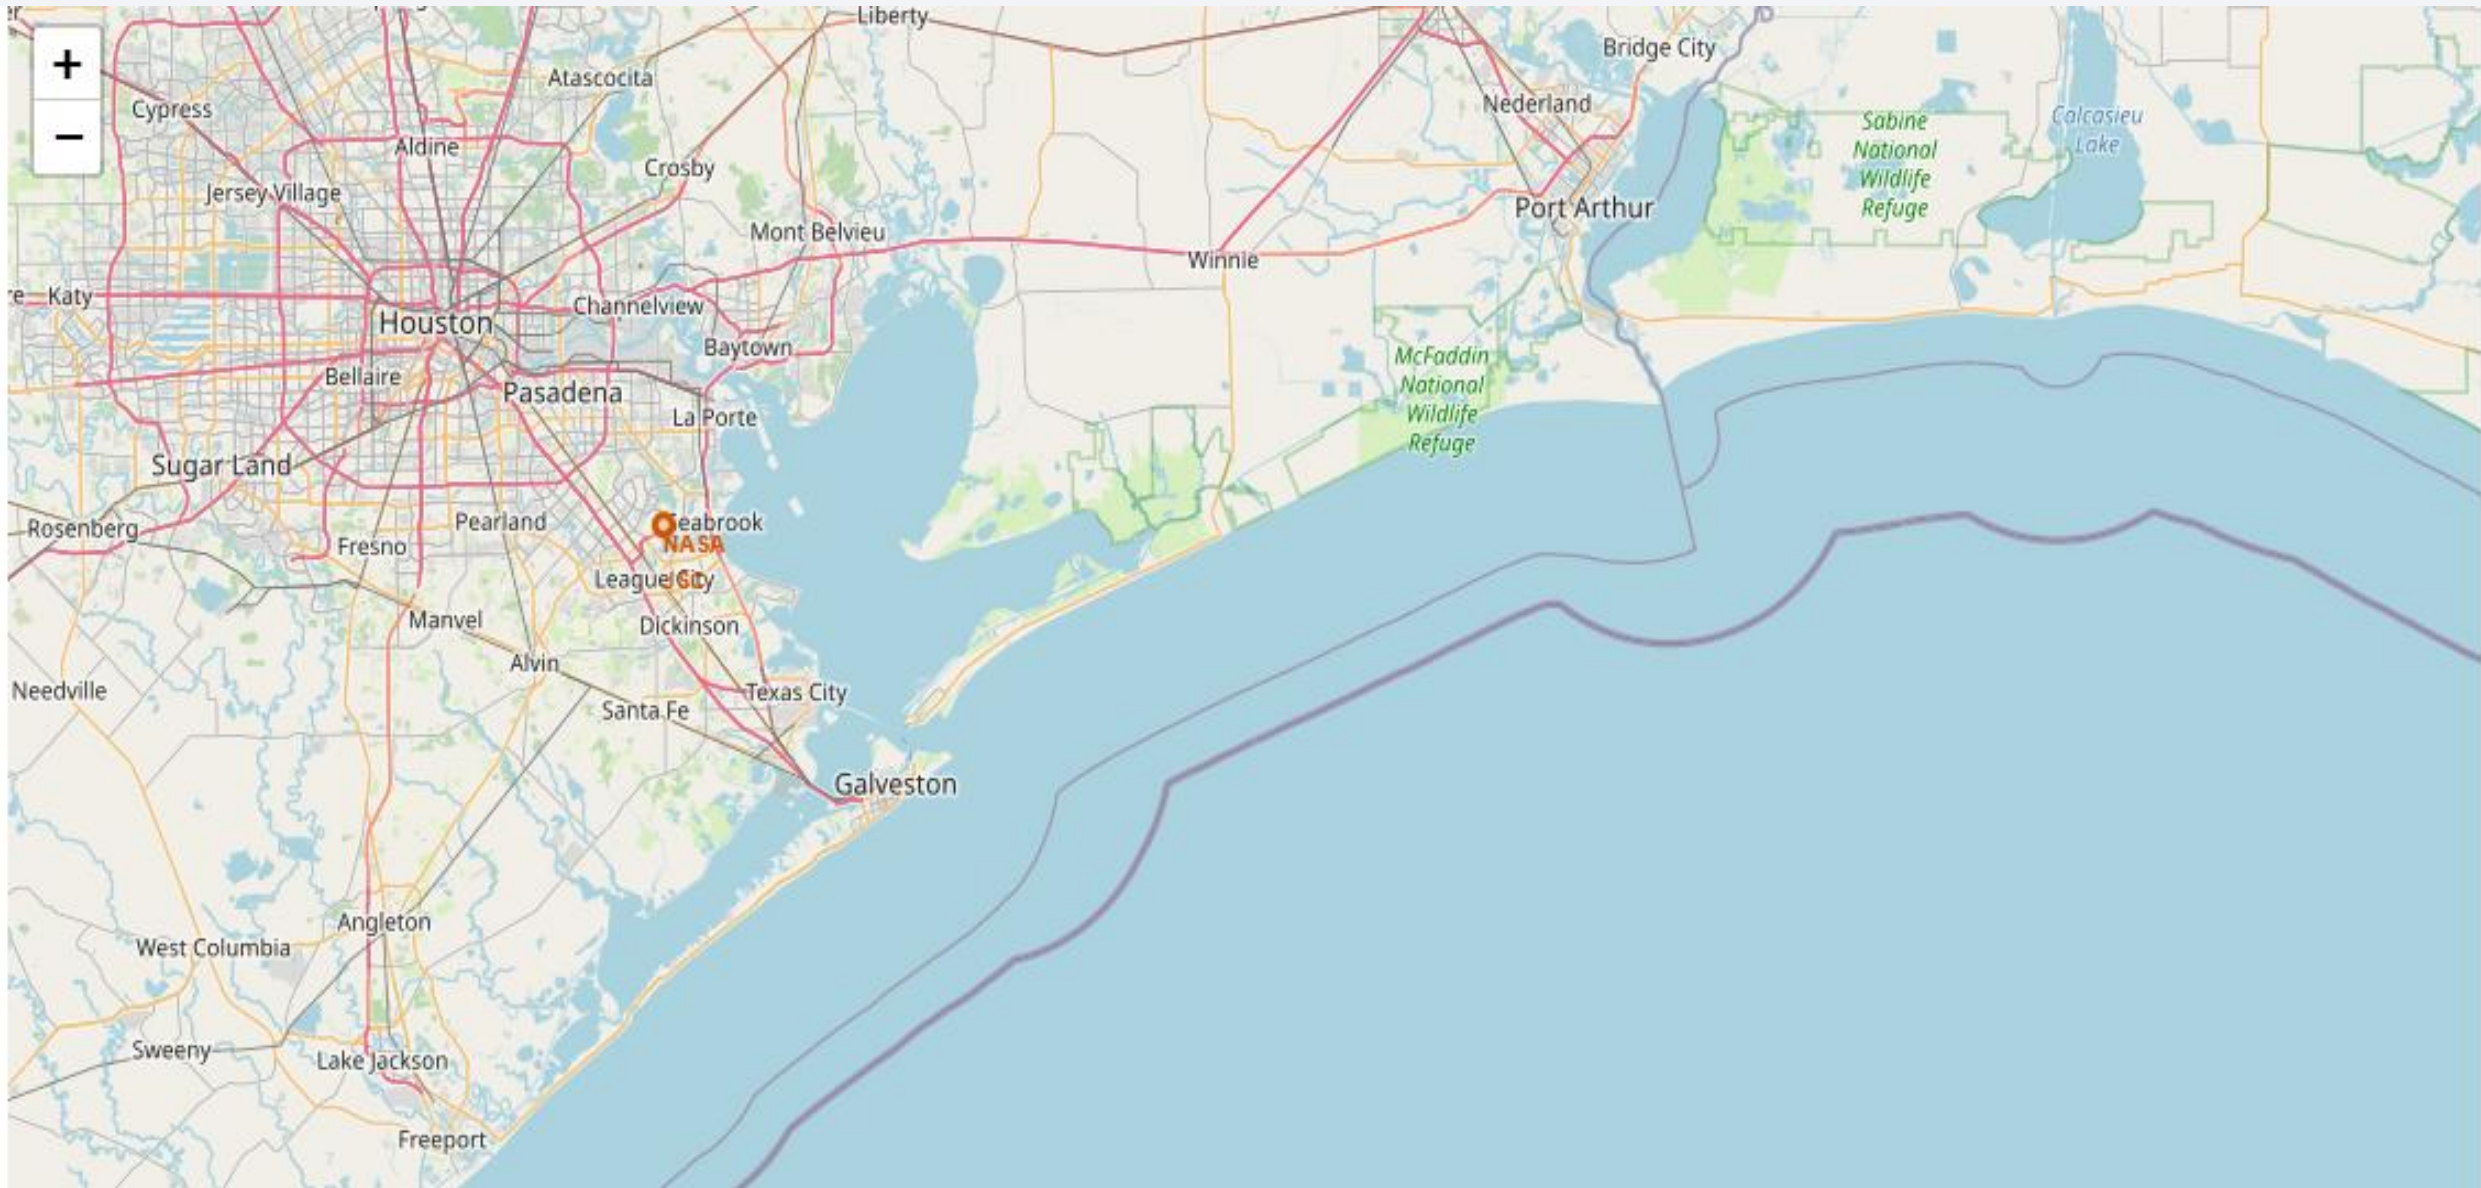 Liberty
Bridge City
+
Atascocita
Nederland
Cypress
Sabine
National
Wildlife
Refuge
Calcasieu
Lake
−
Aldine
Crosby
Jersey Village
Port Arthur
Mont Belvieu
Winnie
Katy
Channelview
Houston
Baytown
McFaddin
National
Wildlife
Refuge
Bellaire
Pasadena
La Porte
Sugar Land
Rosenberg
Pearland
Seabrook
NASA
JSC
Fresno
League City
Manvel
Dickinson
Alvin
Needville
Texas City
Santa Fe
Galveston
Angleton
West Columbia
Sweeny
Lake Jackson
Freeport